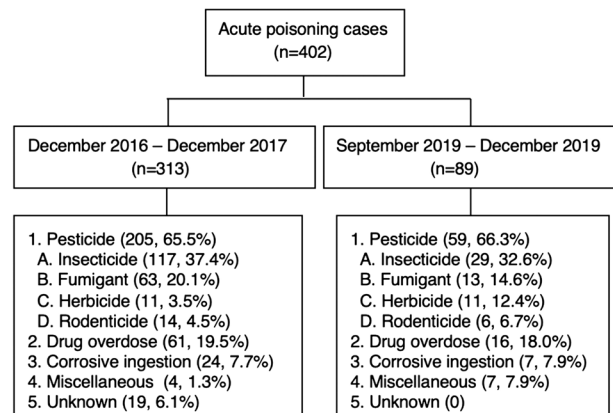 Acute poisoning cases
(n=402)
December 2016 – December 2017
(n=313)
September 2019 – December 2019
(n=89)
1. Pesticide (205, 65.5%)
A. Insecticide (117, 37.4%)
B. Fumigant (63, 20.1%)
C. Herbicide (11, 3.5%)
D. Rodenticide (14, 4.5%)
2. Drug overdose (61, 19.5%)
3. Corrosive ingestion (24, 7.7%)
4. Miscellaneous (4, 1.3%)
5. Unknown (19, 6.1%)
1. Pesticide (59, 66.3%)
A. Insecticide (29, 32.6%)
B. Fumigant (13, 14.6%)
C. Herbicide (11, 12.4%)
D. Rodenticide (6, 6.7%)
2. Drug overdose (16, 18.0%)
3. Corrosive ingestion (7, 7.9%)
4. Miscellaneous (7, 7.9%)
5. Unknown (0)